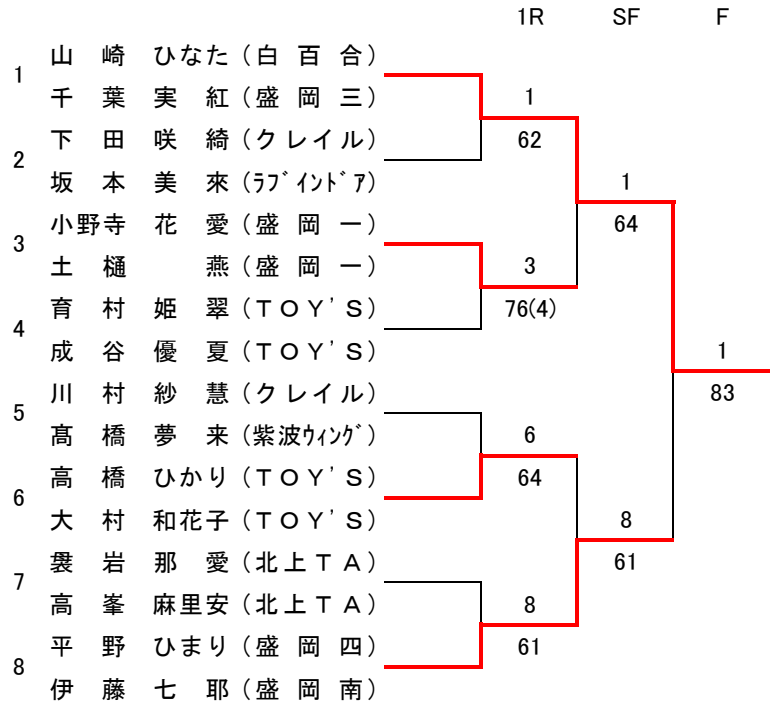 1R SF F
山 崎 ひなた (白 百 合)
1
千 葉 実 紅 (盛 岡 三)
1
下 田 咲 綺 (クレイル)
62
2
坂 本 美 來 (ﾗﾌﾞｲﾝﾄﾞｱ)
1
小野寺 花 愛 (盛 岡 一)
64
3
土 樋 燕 (盛 岡 一)
3
育 村 姫 翠 (ＴＯＹ'Ｓ)
76(4)
4
成 谷 優 夏 (ＴＯＹ'Ｓ)
1
川 村 紗 慧 (クレイル)
83
5
髙 橋 夢 来 (紫波ｳｨﾝｸﾞ)
6
高 橋 ひかり (ＴＯＹ'Ｓ)
64
6
大 村 和花子 (ＴＯＹ'Ｓ)
8
褜 岩 那 愛 (北上ＴＡ)
61
7
高 峯 麻里安 (北上ＴＡ)
8
平 野 ひまり (盛 岡 四)
61
8
伊 藤 七 耶 (盛 岡 南)